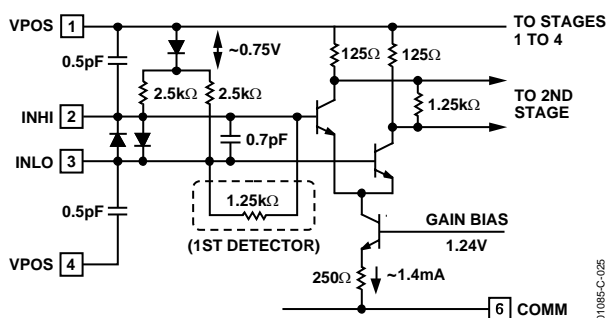 VPOS 1
TO STAGES
1 TO 4
~0.75V
125Ω
125Ω
0.5pF
2.5kΩ
2.5kΩ
1.25kΩ
TO 2ND
STAGE
INHI 2
0.7pF
INLO 3
1.25kΩ
0.5pF
(1ST DETECTOR)
GAIN BIAS
1.24V
VPOS 4
250Ω
~1.4mA
6 COMM
01085-C-025